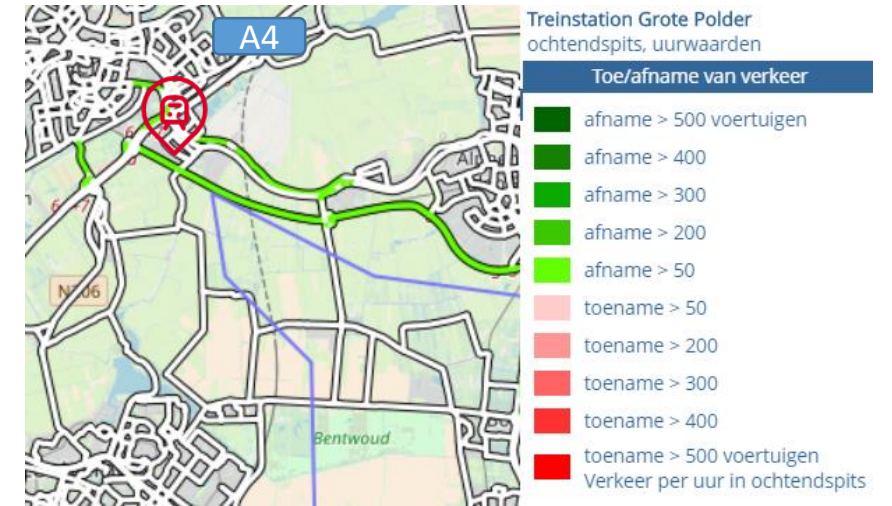 A4
N206
Bentwoud
Treinstation Grote Polder
ochtendspits, uurwaarden
Toe/afname van verkeer
afname > 500 voertuigen
afname > 400
afname > 300
afname > 200
afname > 50
toename > 50
toename > 200
toename > 300
toename > 400
toename > 500 voertuigen
Verkeer per uur in ochtendspits